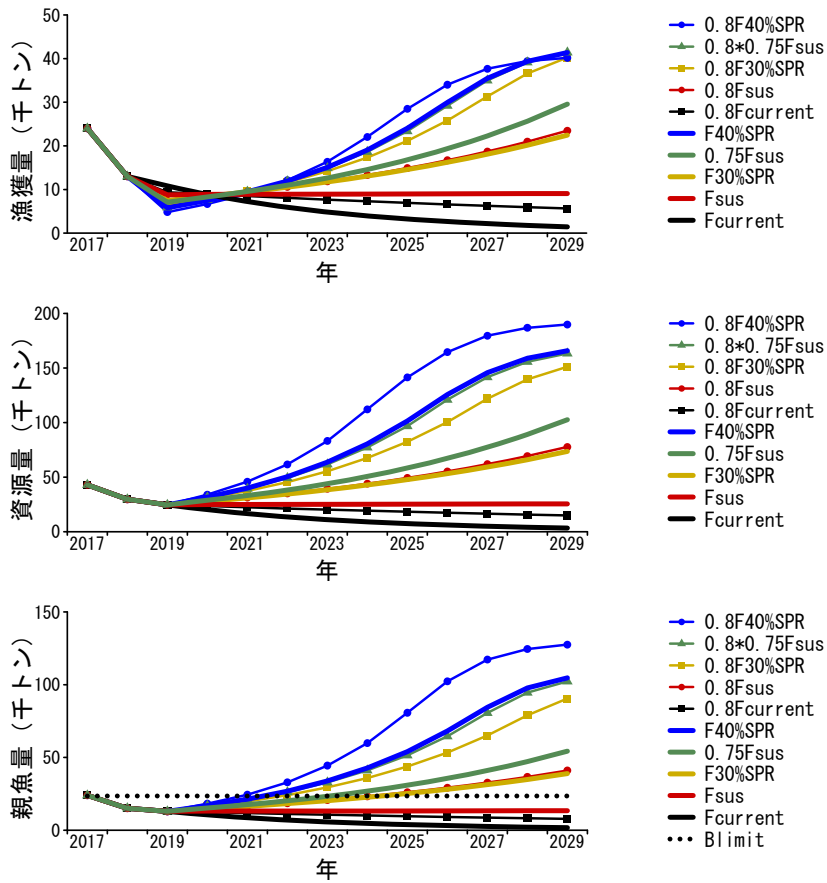 漁獲量（千トン）
50
40
30
20
10
0
2017 2019 2021 2023 2025 2027 2029
年
0.8F40%SPR
0.8*0.75Fsus
0.8F30%SPR
0.8Fsus
0.8Fcurrent
F40%SPR
0.75Fsus
F30%SPR
Fsus
Fcurrent
資源量（千トン）
200
150
100
50
0
2017 2019 2021 2023 2025 2027 2029
年
0.8F40%SPR
0.8*0.75Fsus
0.8F30%SPR
0.8Fsus
0.8Fcurrent
F40%SPR
0.75Fsus
F30%SPR
Fsus
Fcurrent
親魚量（千トン）
150
100
50
0
2017 2019 2021 2023 2025 2027 2029
年
0.8F40%SPR
0.8*0.75Fsus
0.8F30%SPR
0.8Fsus
0.8Fcurrent
F40%SPR
0.75Fsus
F30%SPR
Fsus
Fcurrent
Blimit